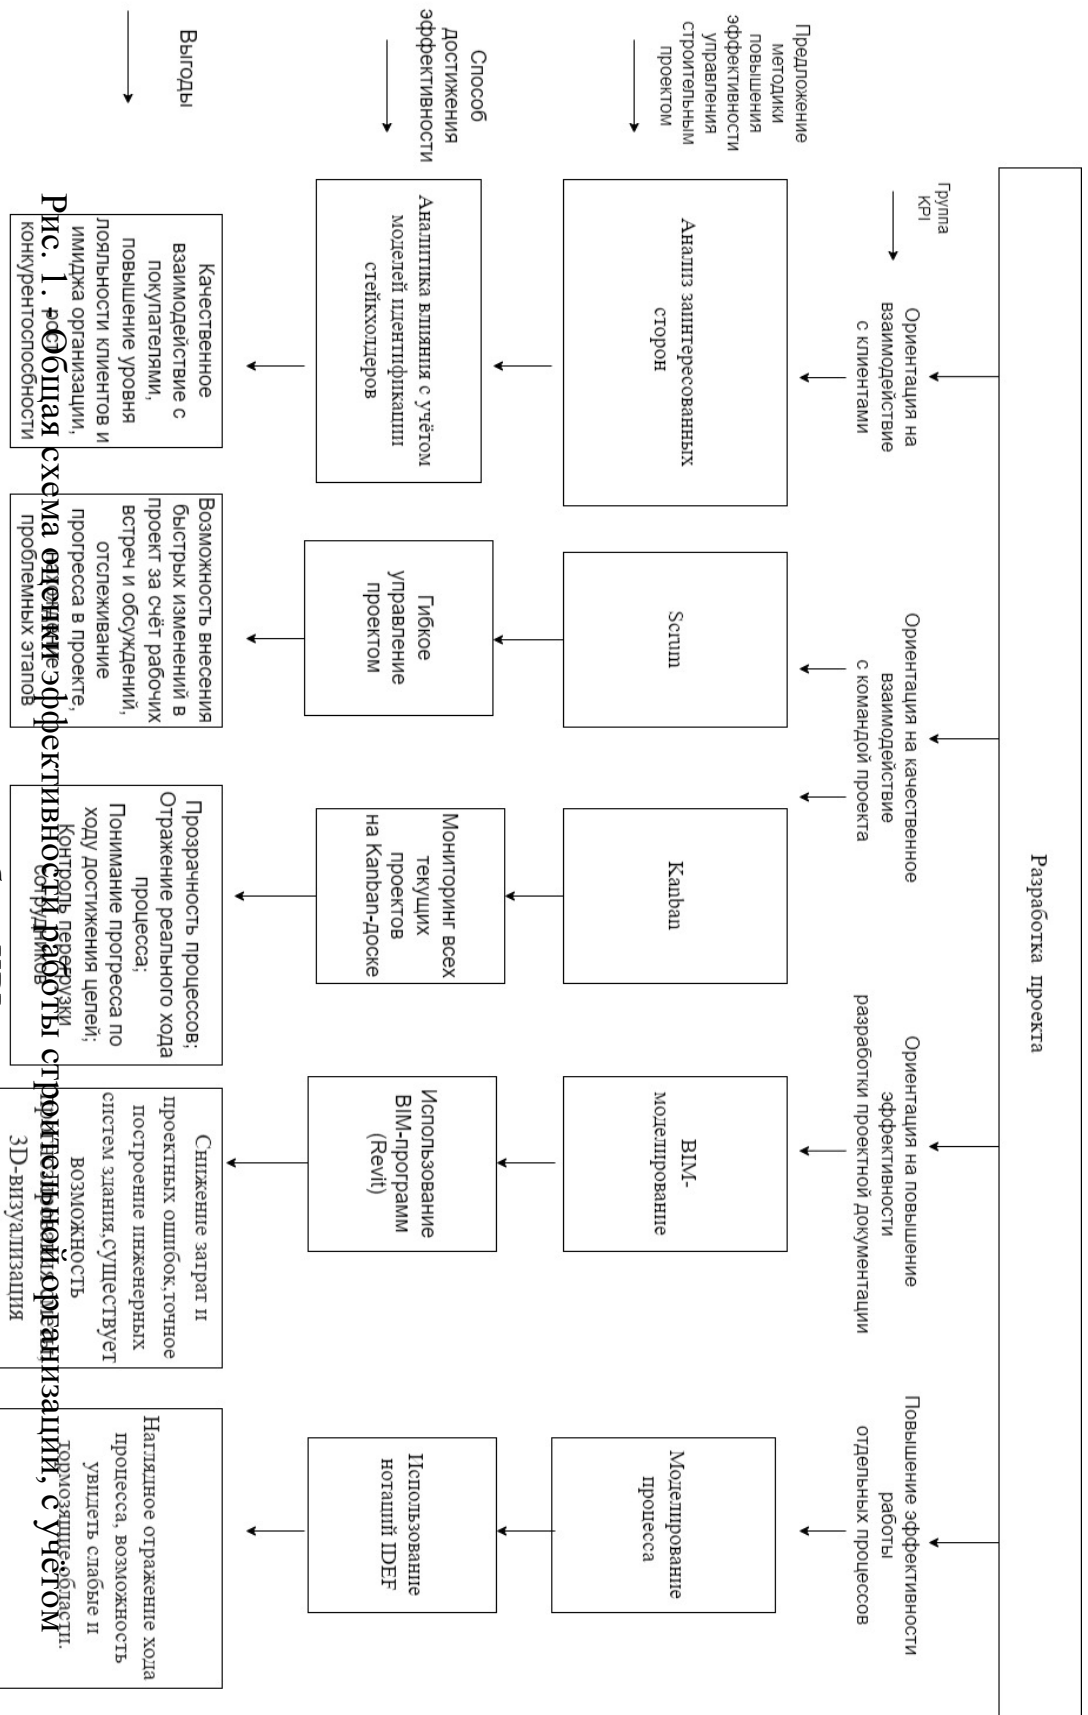 Разработка проекта
Группа
KPI
Ориентация на
взаимодействие
с клиентами
Ориентация на качественное
взаимодействие
с командой проекта
Ориентация на повышение
эффективности
разработки проектной документации
Повышение эффективности
работы
отдельных процессов
Предложение
методики
повышения
эффективности
управления
строительным
проектом
Анализ заинтересованных
сторон
Scrum
Kanban
BIM-
моделирование
Моделирование
процесса
Способ
достижения
эффективности
Аналитика влияния с учётом
моделей идентификации
стейкхолдеров
Гибкое
управление
проектом
Мониторинг всех
текущих
проектов
на Kanban-доске
Использование
BIM-программ
(Revit)
Использование
нотаций IDEF
Выгоды
Качественное
взаимодействие с
покупателями,
повышение уровня
лояльности клиентов и
имиджа организации,
рост
конкурентоспосбности
Возможность внесения
быстрых изменений в
проект за счёт рабочих
встреч и обсуждений,
отслеживание
прогресса в проекте,
проблемных этапов
Прозрачность процессов;
Отражение реального хода
процесса;
Понимание прогресса по
ходу достижения целей;
Контроль перегрузки
сотрудников
Снижение затрат и
проектных ошибок,точное
построение инженерных
систем здания,существует
возможность
3D-визуализация
Наглядное отражение хода
процесса, возможность
увидеть слабые и
тормозящие области.
Рис. 1. - Общая схема оценки эффективности работы строительной организации, с учётом